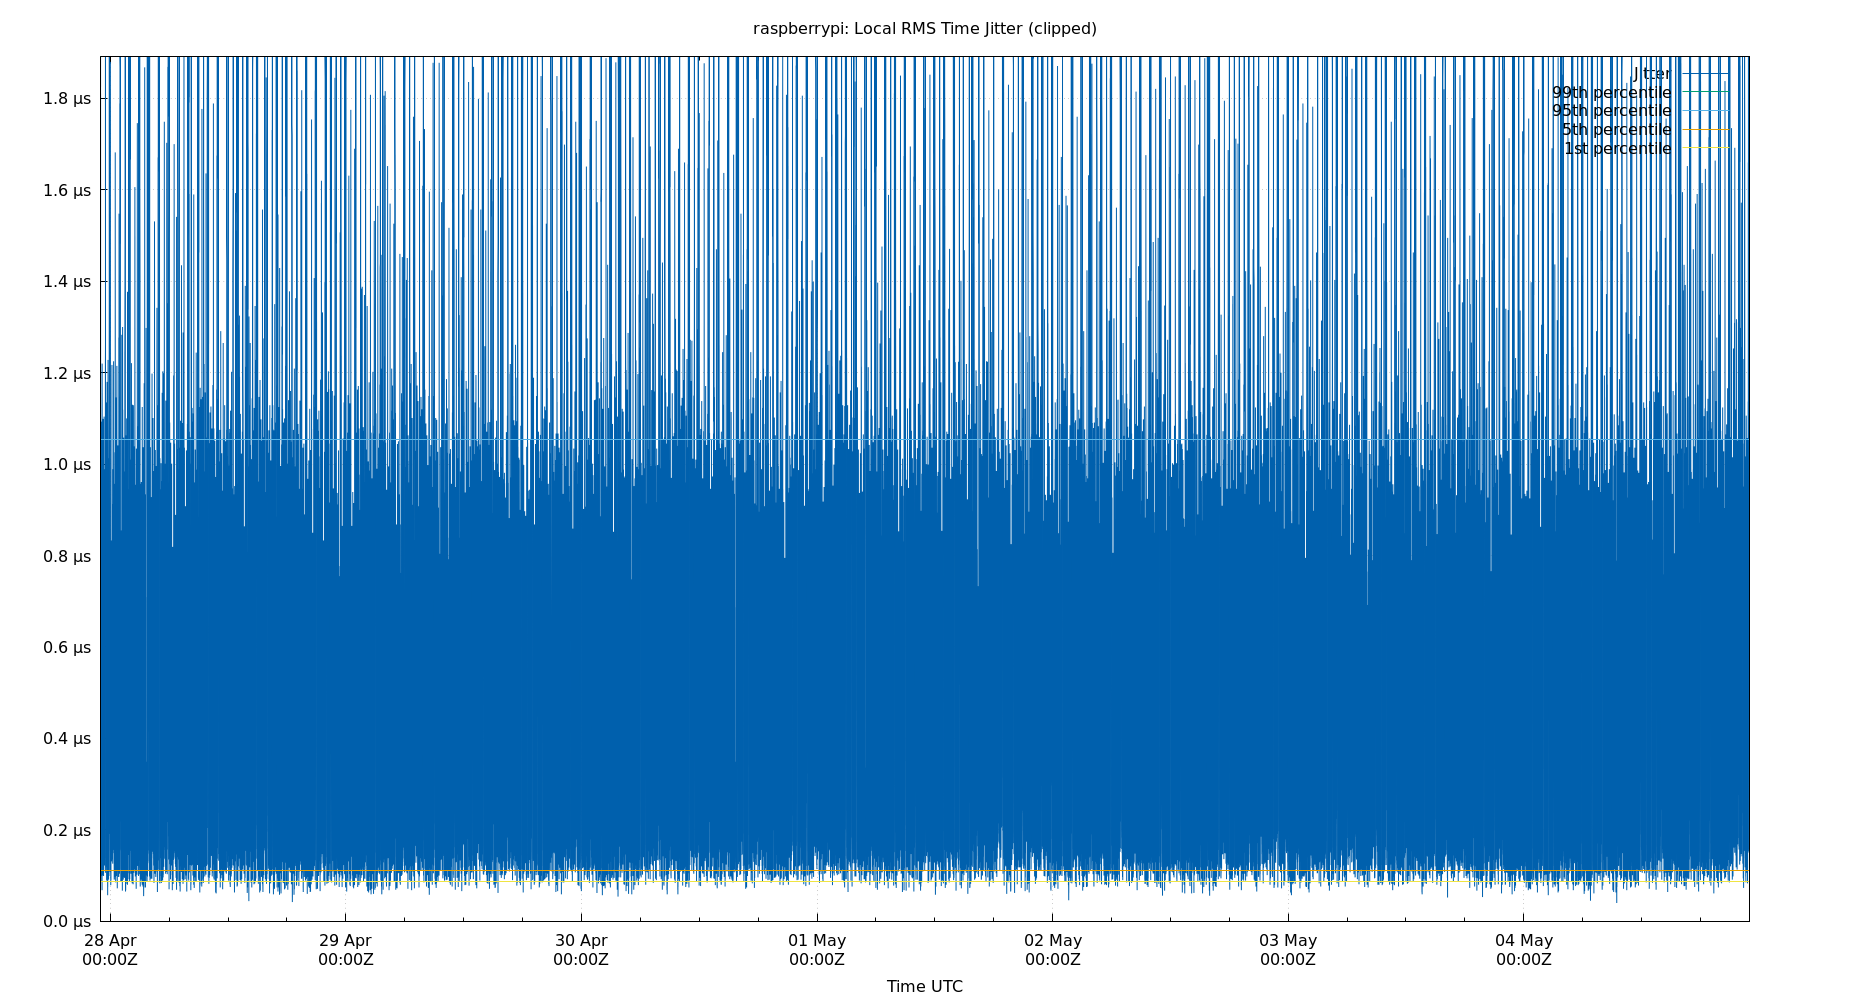 raspberrypi: Local RMS Time Jitter (clipped)
Jitter
99th percentile
95th percentile
5th percentile
1st percentile
1.8 µs
1.6 µs
1.4 µs
1.2 µs
1.0 µs
0.8 µs
0.6 µs
0.4 µs
0.2 µs
0.0 µs
28 Apr 29 Apr 30 Apr 01 May 02 May 03 May 04 May
00:00Z 00:00Z 00:00Z 00:00Z 00:00Z 00:00Z 00:00Z
Time UTC